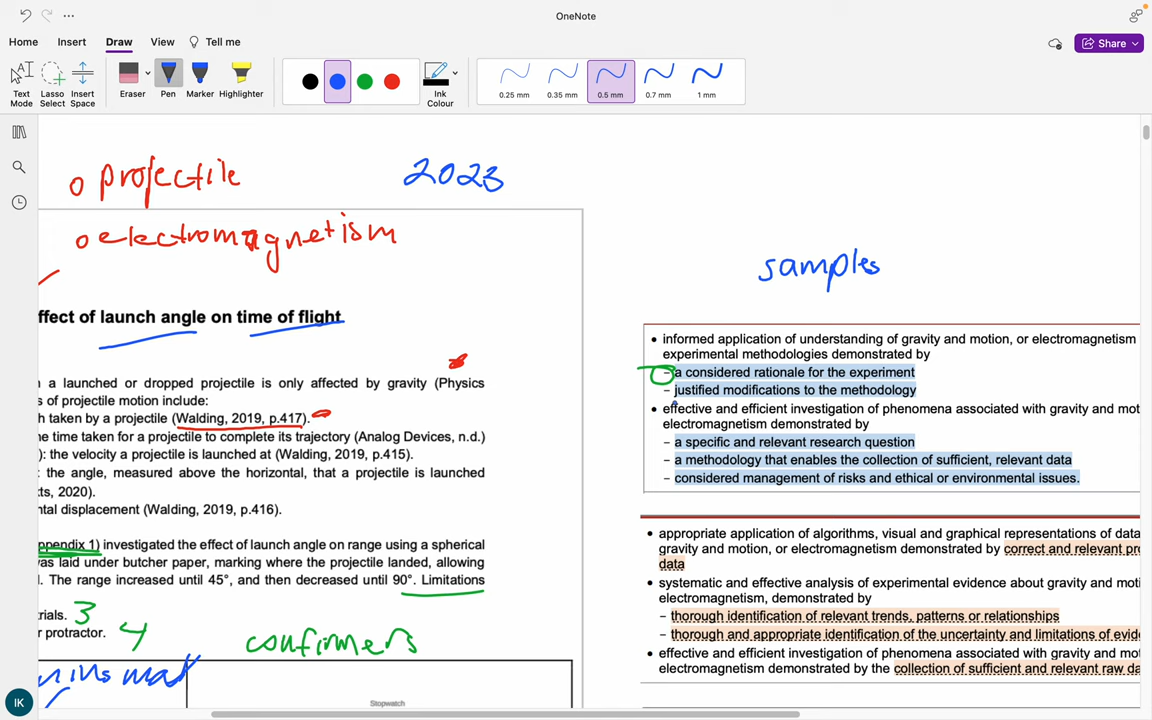 OneNote
Home Insert Draw View Tell me
Share
Text Mode
Lasso Select
Insert Space
Eraser
Pen
Marker
Highlighter
Ink Colour
0.25 mm
0.35 mm
0.5 mm
0.7 mm
1 mm
o projectile
2023
o electromagnetism
samples
ffect of launch angle on time of flight
a launched or dropped projectile is only affected by gravity (Physics
s of projectile motion include:
h taken by a projectile (Walding, 2019, p.417).
ne time taken for a projectile to complete its trajectory (Analog Devices, n.d.)
): the velocity a projectile is launched at (Walding, 2019, p.415).
the angle, measured above the horizontal, that a projectile is launched
tts, 2020).
ntal displacement (Walding, 2019, p.416).
ppendix 1) investigated the effect of launch angle on range using a spherical
was laid under butcher paper, marking where the projectile landed, allowing
l. The range increased until 45°, and then decreased until 90°. Limitations
rials. 3
r protractor. 4
confirmers
Stopwatch
• informed application of understanding of gravity and motion, or electromagnetism
experimental methodologies demonstrated by
– a considered rationale for the experiment
– justified modifications to the methodology
• effective and efficient investigation of phenomena associated with gravity and mot
electromagnetism demonstrated by
– a specific and relevant research question
– a methodology that enables the collection of sufficient, relevant data
– considered management of risks and ethical or environmental issues.
• appropriate application of algorithms, visual and graphical representations of data
gravity and motion, or electromagnetism demonstrated by correct and relevant pr
data
• systematic and effective analysis of experimental evidence about gravity and moti
electromagnetism, demonstrated by
– thorough identification of relevant trends, patterns or relationships
– thorough and appropriate identification of the uncertainty and limitations of evid
• effective and efficient investigation of phenomena associated with gravity and mot
electromagnetism demonstrated by the collection of sufficient and relevant raw da
IK